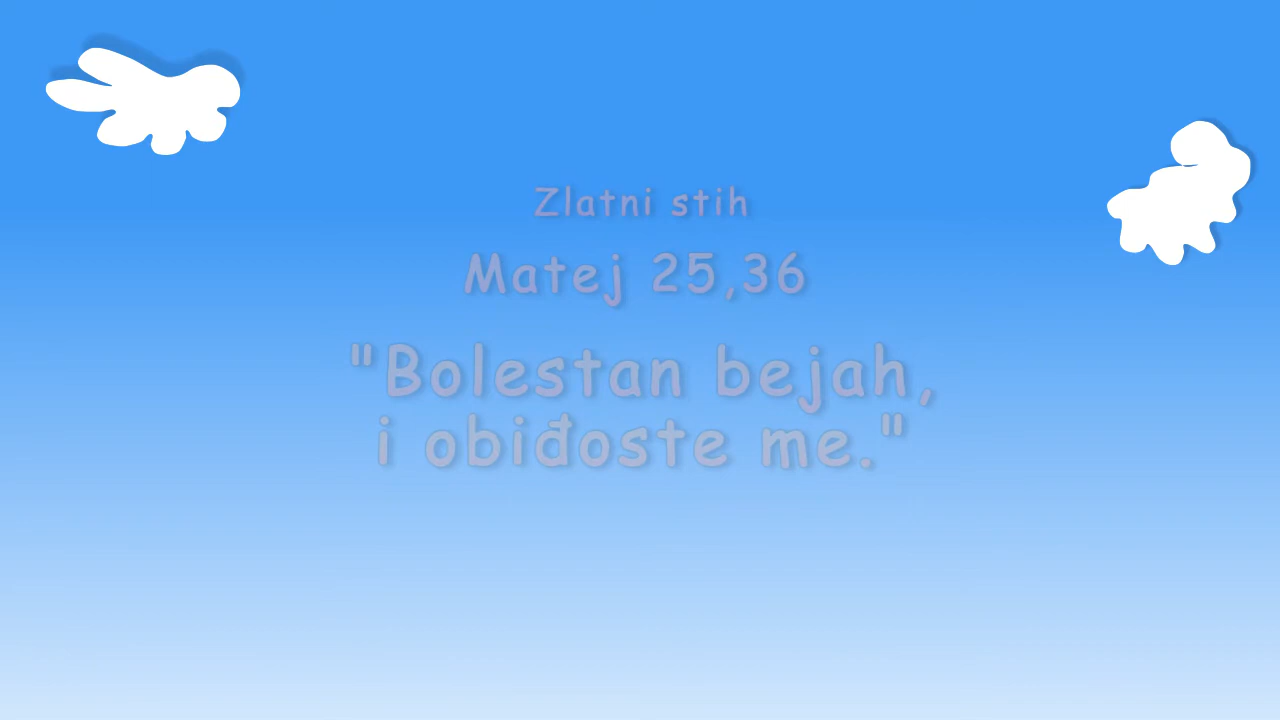 Zlatni stih
Matej 25,36
"Bolestan bejah,
i obiđoste me."